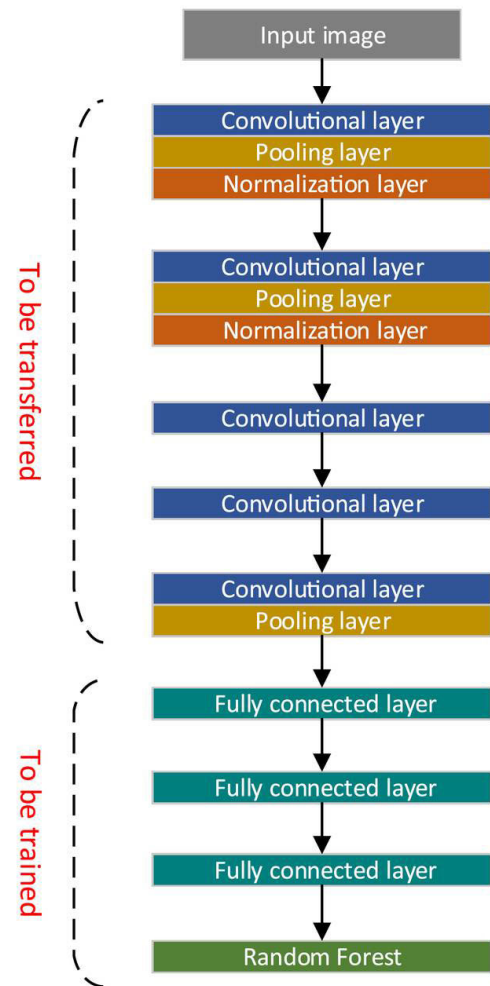 Input image
To be transferred
Convolutional layer
Pooling layer
Normalization layer
Convolutional layer
Pooling layer
Normalization layer
Convolutional layer
Convolutional layer
Convolutional layer
Pooling layer
To be trained
Fully connected layer
Fully connected layer
Fully connected layer
Random Forest